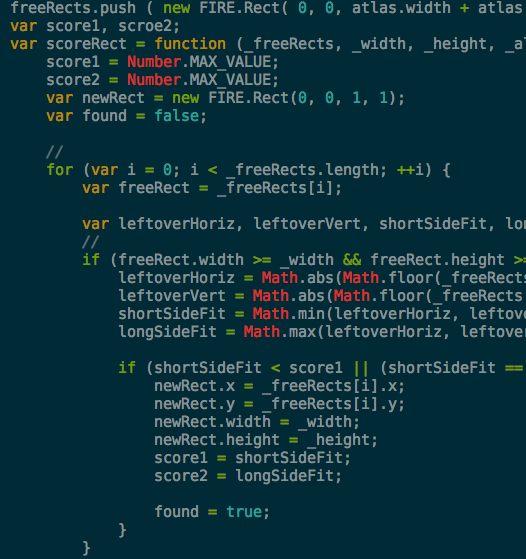 freeRects.push ( new FIRE.Rect( 0, 0, atlas.width + atlas
var score1, scroe2;
var scoreRect = function (_freeRects, _width, _height, _al
score1 = Number.MAX_VALUE;
score2 = Number.MAX_VALUE;
var newRect = new FIRE.Rect(0, 0, 1, 1);
var found = false;
//
for (var i = 0; i < _freeRects.length; ++i) {
var freeRect = _freeRects[i];
var leftoverHoriz, leftoverVert, shortSideFit, lon
//
if (freeRect.width >= _width && freeRect.height >=
leftoverHoriz = Math.abs(Math.floor(_freeRects
leftoverVert = Math.abs(Math.floor(_freeRects
shortSideFit = Math.min(leftoverHoriz, leftove
longSideFit = Math.max(leftoverHoriz, leftover
if (shortSideFit < score1 || (shortSideFit ==
newRect.x = _freeRects[i].x;
newRect.y = _freeRects[i].y;
newRect.width = _width;
newRect.height = _height;
score1 = shortSideFit;
score2 = longSideFit;
found = true;
}
}